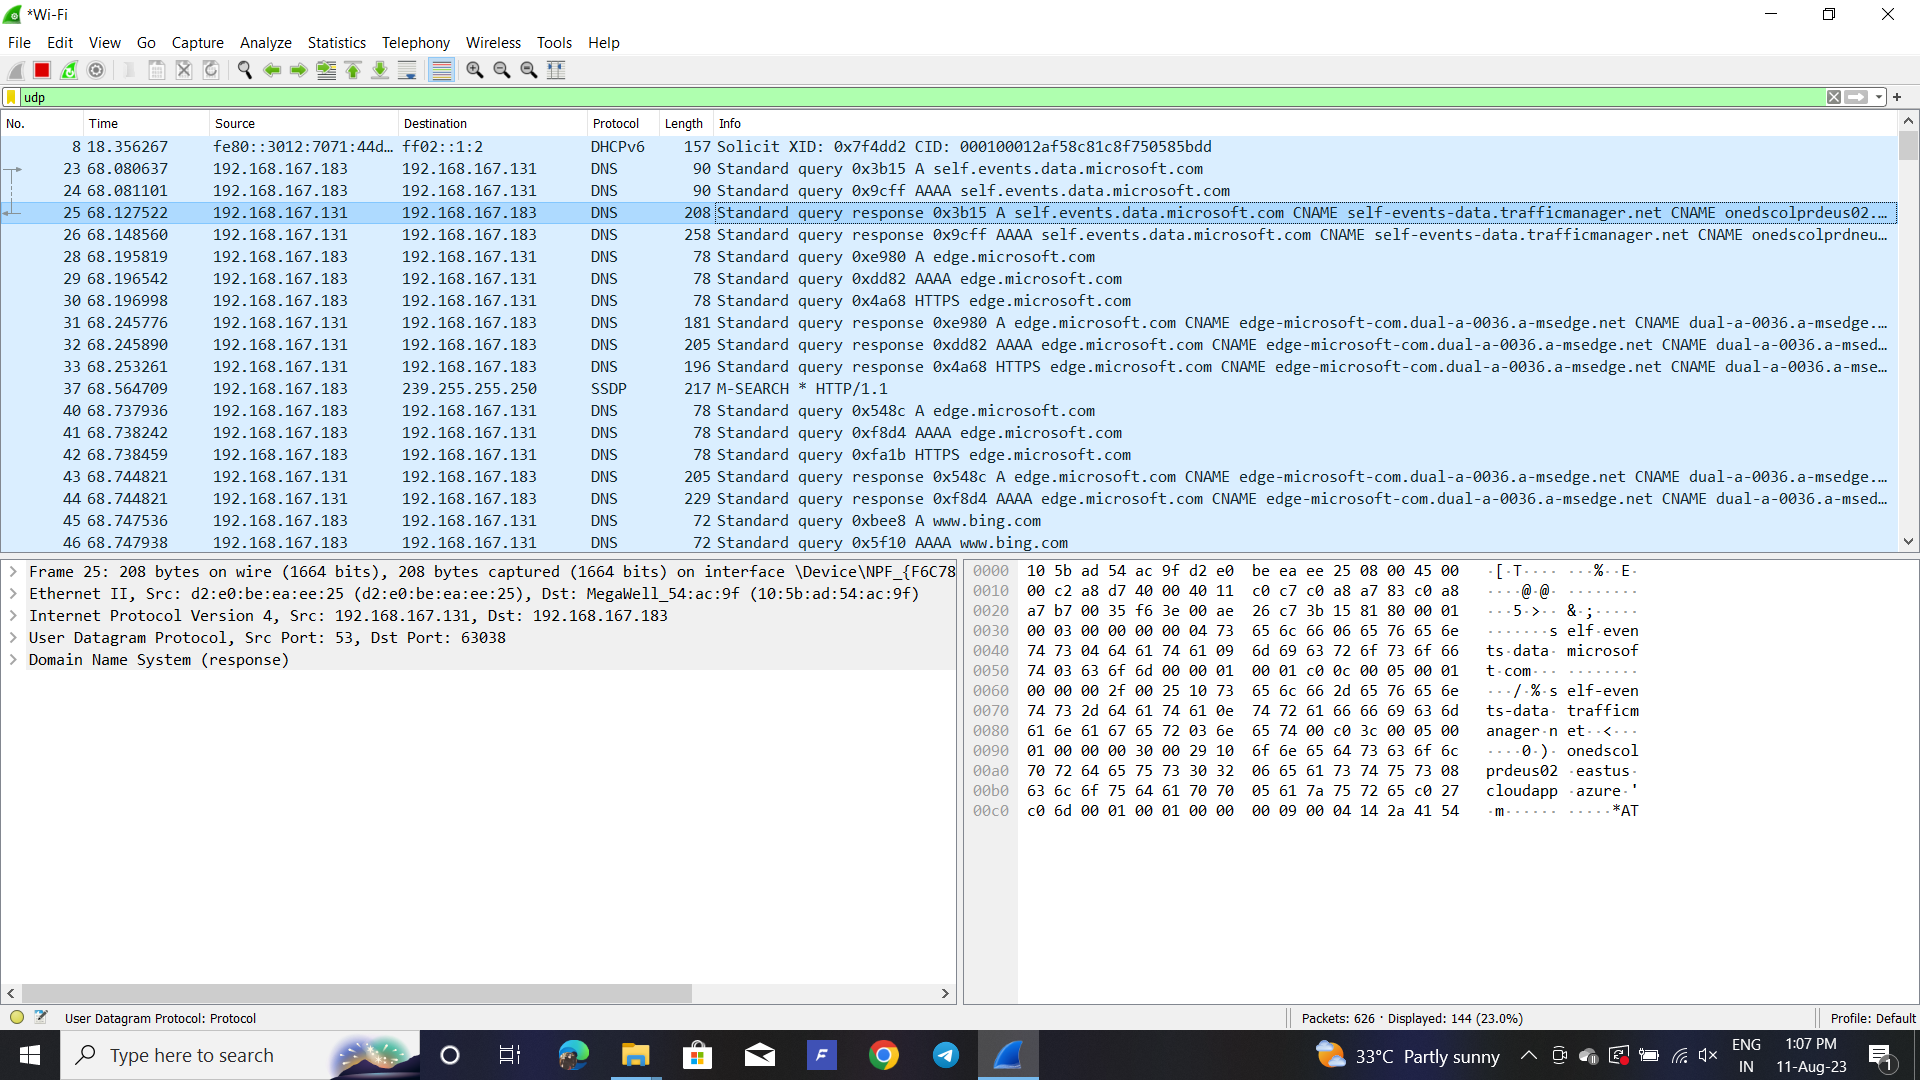 *Wi-Fi
File Edit View Go Capture Analyze Statistics Telephony Wireless Tools Help
udp
No. Time Source Destination Protocol Length Info
8 18.356267 fe80::3012:7071:44d… ff02::1:2 DHCPv6 157 Solicit XID: 0x7f4dd2 CID: 000100012af58c81c8f750585bdd
23 68.080637 192.168.167.183 192.168.167.131 DNS 90 Standard query 0x3b15 A self.events.data.microsoft.com
24 68.081101 192.168.167.183 192.168.167.131 DNS 90 Standard query 0x9cff AAAA self.events.data.microsoft.com
25 68.127522 192.168.167.131 192.168.167.183 DNS 208 Standard query response 0x3b15 A self.events.data.microsoft.com CNAME self-events-data.trafficmanager.net CNAME onedscolprdeus02.…
26 68.148560 192.168.167.131 192.168.167.183 DNS 258 Standard query response 0x9cff AAAA self.events.data.microsoft.com CNAME self-events-data.trafficmanager.net CNAME onedscolprdneu…
28 68.195819 192.168.167.183 192.168.167.131 DNS 78 Standard query 0xe980 A edge.microsoft.com
29 68.196542 192.168.167.183 192.168.167.131 DNS 78 Standard query 0xdd82 AAAA edge.microsoft.com
30 68.196998 192.168.167.183 192.168.167.131 DNS 78 Standard query 0x4a68 HTTPS edge.microsoft.com
31 68.245776 192.168.167.131 192.168.167.183 DNS 181 Standard query response 0xe980 A edge.microsoft.com CNAME edge-microsoft-com.dual-a-0036.a-msedge.net CNAME dual-a-0036.a-msedge.…
32 68.245890 192.168.167.131 192.168.167.183 DNS 205 Standard query response 0xdd82 AAAA edge.microsoft.com CNAME edge-microsoft-com.dual-a-0036.a-msedge.net CNAME dual-a-0036.a-msed…
33 68.253261 192.168.167.131 192.168.167.183 DNS 196 Standard query response 0x4a68 HTTPS edge.microsoft.com CNAME edge-microsoft-com.dual-a-0036.a-msedge.net CNAME dual-a-0036.a-mse…
37 68.564709 192.168.167.183 239.255.255.250 SSDP 217 M-SEARCH * HTTP/1.1
40 68.737936 192.168.167.183 192.168.167.131 DNS 78 Standard query 0x548c A edge.microsoft.com
41 68.738242 192.168.167.183 192.168.167.131 DNS 78 Standard query 0xf8d4 AAAA edge.microsoft.com
42 68.738459 192.168.167.183 192.168.167.131 DNS 78 Standard query 0xfa1b HTTPS edge.microsoft.com
43 68.744821 192.168.167.131 192.168.167.183 DNS 205 Standard query response 0x548c A edge.microsoft.com CNAME edge-microsoft-com.dual-a-0036.a-msedge.net CNAME dual-a-0036.a-msedge.…
44 68.744821 192.168.167.131 192.168.167.183 DNS 229 Standard query response 0xf8d4 AAAA edge.microsoft.com CNAME edge-microsoft-com.dual-a-0036.a-msedge.net CNAME dual-a-0036.a-msed…
45 68.747536 192.168.167.183 192.168.167.131 DNS 72 Standard query 0xbee8 A www.bing.com
46 68.747938 192.168.167.183 192.168.167.131 DNS 72 Standard query 0x5f10 AAAA www.bing.com
Frame 25: 208 bytes on wire (1664 bits), 208 bytes captured (1664 bits) on interface \Device\NPF_{F6C78
Ethernet II, Src: d2:e0:be:ea:ee:25 (d2:e0:be:ea:ee:25), Dst: MegaWell_54:ac:9f (10:5b:ad:54:ac:9f)
Internet Protocol Version 4, Src: 192.168.167.131, Dst: 192.168.167.183
User Datagram Protocol, Src Port: 53, Dst Port: 63038
Domain Name System (response)
0000 10 5b ad 54 ac 9f d2 e0 be ea ee 25 08 00 45 00 ·[·T···· ···%··E·
0010 00 c2 a8 d7 40 00 40 11 c0 c7 c0 a8 a7 83 c0 a8 ····@·@· ········
0020 a7 b7 00 35 f6 3e 00 ae 26 c7 3b 15 81 80 00 01 ···5·>·· &·;·····
0030 00 03 00 00 00 00 04 73 65 6c 66 06 65 76 65 6e ·······s elf·even
0040 74 73 04 64 61 74 61 09 6d 69 63 72 6f 73 6f 66 ts·data· microsof
0050 74 03 63 6f 6d 00 00 01 00 01 c0 0c 00 05 00 01 t·com··· ········
0060 00 00 00 2f 00 25 10 73 65 6c 66 2d 65 76 65 6e ···/·%·s elf-even
0070 74 73 2d 64 61 74 61 0e 74 72 61 66 66 69 63 6d ts-data· trafficm
0080 61 6e 61 67 65 72 03 6e 65 74 00 c0 3c 00 05 00 anager·n et··<···
0090 01 00 00 00 30 00 29 10 6f 6e 65 64 73 63 6f 6c ····0·)· onedscol
00a0 70 72 64 65 75 73 30 32 06 65 61 73 74 75 73 08 prdeus02 ·eastus·
00b0 63 6c 6f 75 64 61 70 70 05 61 7a 75 72 65 c0 27 cloudapp ·azure·'
00c0 c0 6d 00 01 00 01 00 00 00 09 00 04 14 2a 41 54 ·m······ ·····*AT
User Datagram Protocol: Protocol
Packets: 626 · Displayed: 144 (23.0%)
Profile: Default
Type here to search
33°C Partly sunny
ENG
IN
1:07 PM
11-Aug-23
1